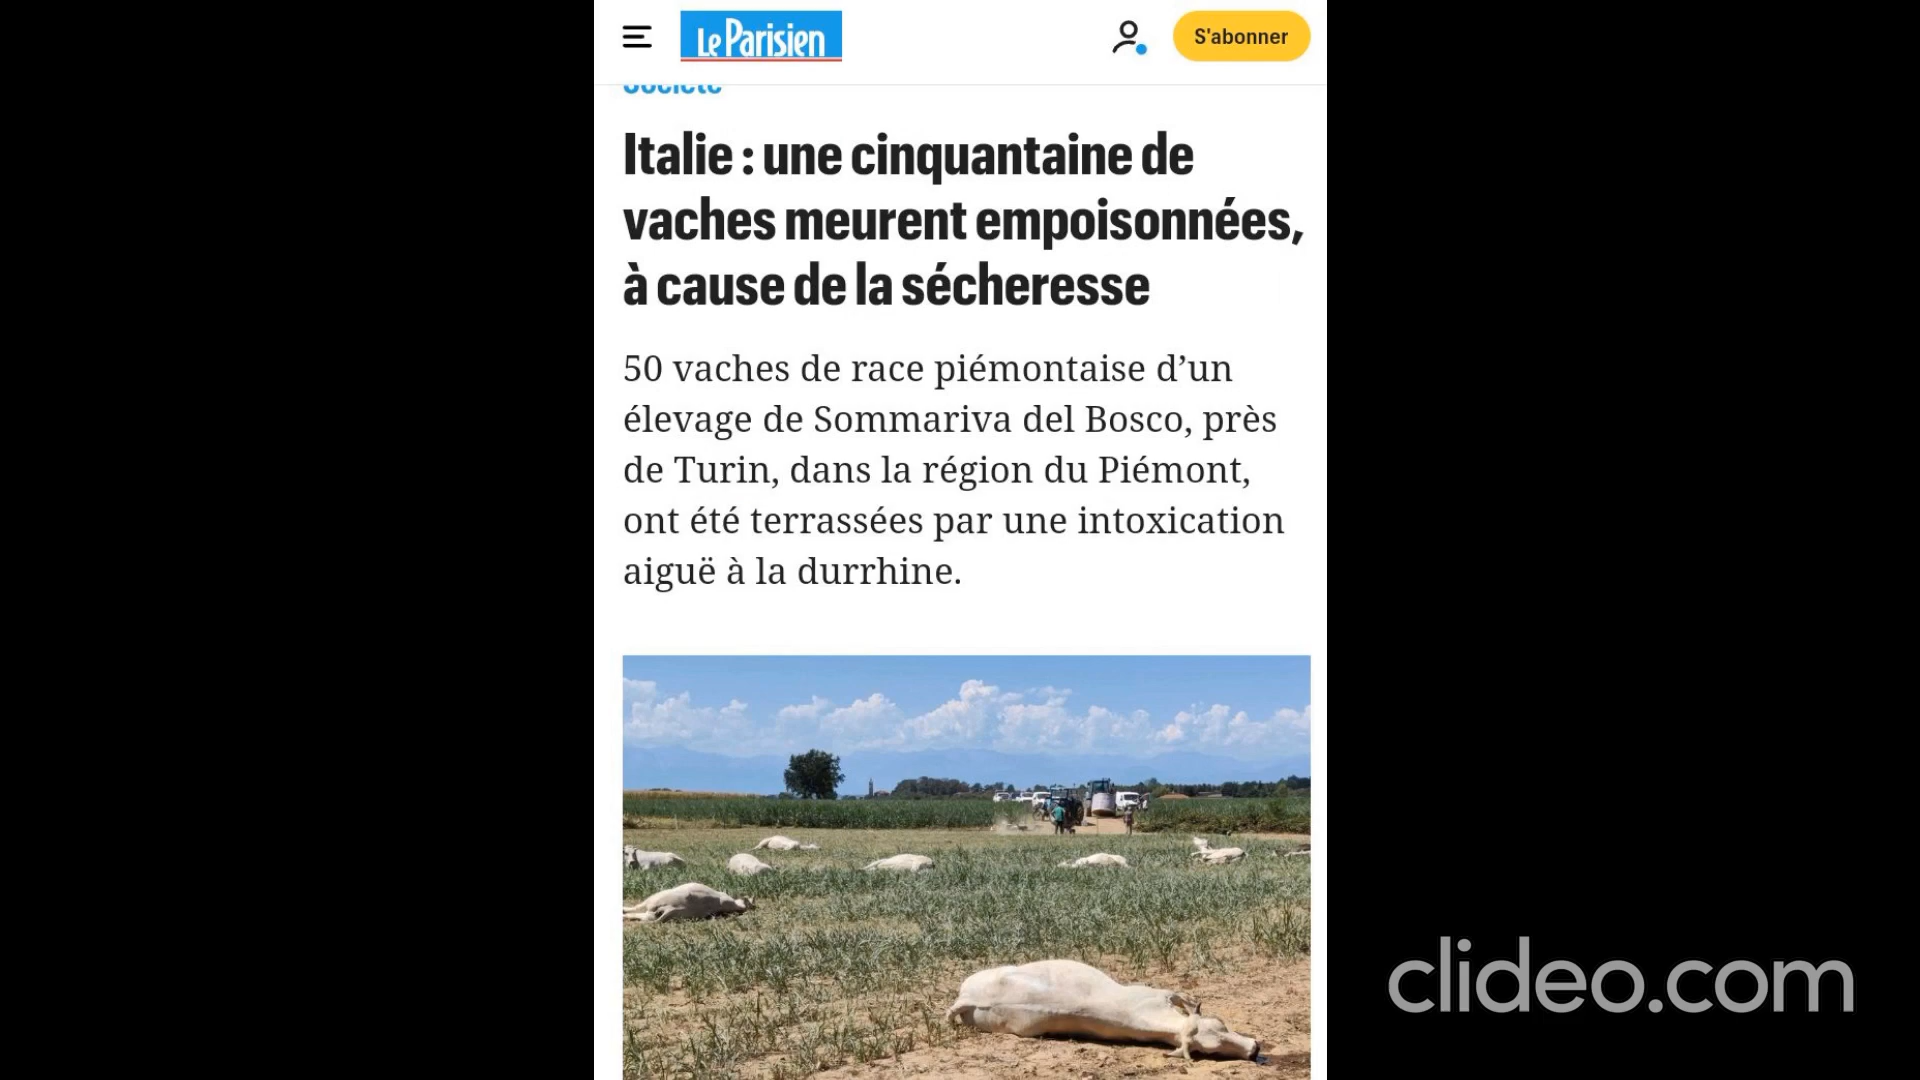 Le Parisien
S'abonner
Société
Italie : une cinquantaine de
vaches meurent empoisonnées,
à cause de la sécheresse
50 vaches de race piémontaise d’un
élevage de Sommariva del Bosco, près
de Turin, dans la région du Piémont,
ont été terrassées par une intoxication
aiguë à la durrhine.
clideo.com